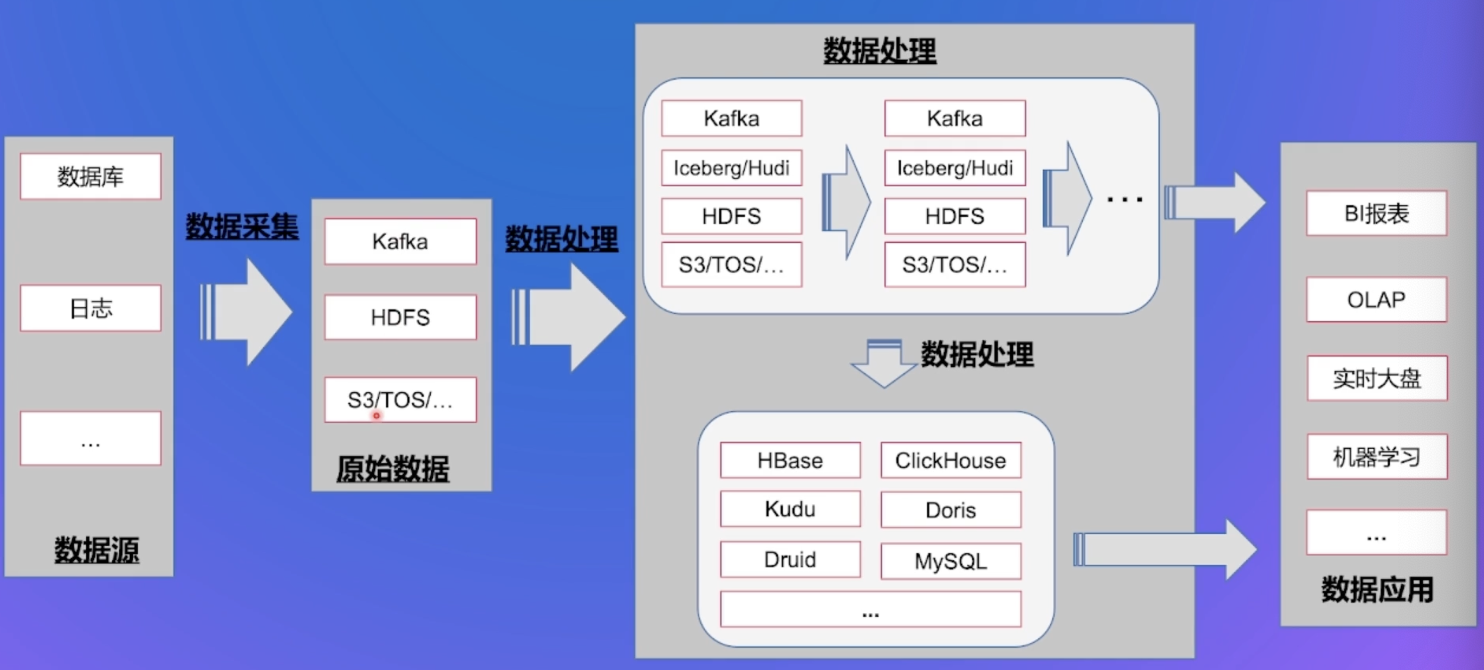 数据库
日志
...
数据源
数据采集
Kafka
HDFS
S3/TOS/...
原始数据
数据处理
数据处理
Kafka
Iceberg/Hudi
HDFS
S3/TOS/...
Kafka
Iceberg/Hudi
HDFS
S3/TOS/...
...
数据处理
HBase
ClickHouse
Kudu
Doris
Druid
MySQL
...
BI报表
OLAP
实时大盘
机器学习
...
数据应用